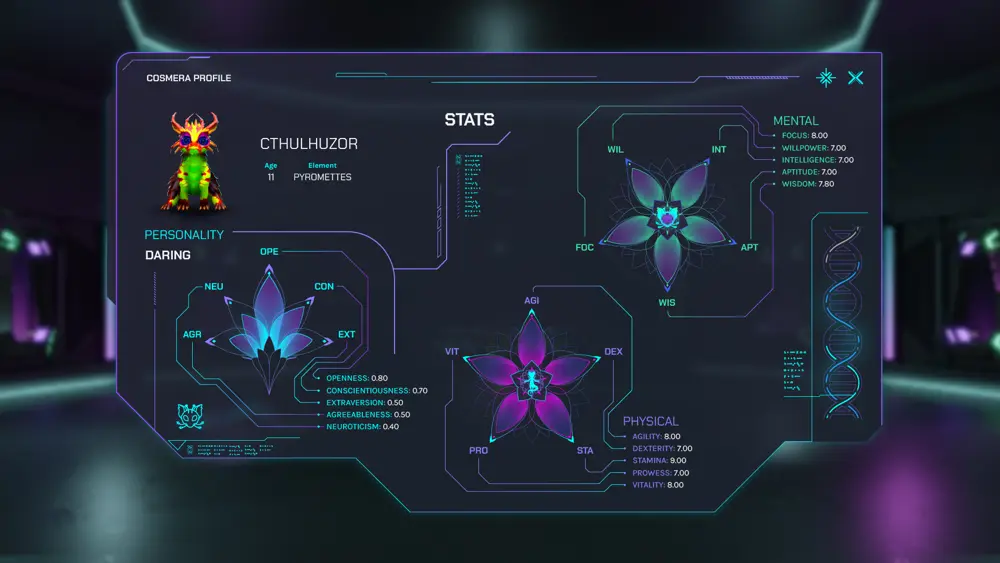 COSMERA PROFILE
CTHULHUZOR
Age
11
Element
PYROMETTES
PERSONALITY
DARING
OPE
NEU
CON
AGR
EXT
OPENNESS: 0.80
CONSCIENTIOUSNESS: 0.70
EXTRAVERSION: 0.50
AGREEABLENESS: 0.50
NEUROTICISM: 0.40
STATS
WIL
INT
FOC
APT
WIS
MENTAL
FOCUS: 8.00
WILLPOWER: 7.00
INTELLIGENCE: 7.00
APTITUDE: 7.00
WISDOM: 7.80
AGI
VIT
DEX
PRO
STA
PHYSICAL
AGILITY: 8.00
DEXTERITY: 7.00
STAMINA: 9.00
PROWESS: 7.00
VITALITY: 8.00